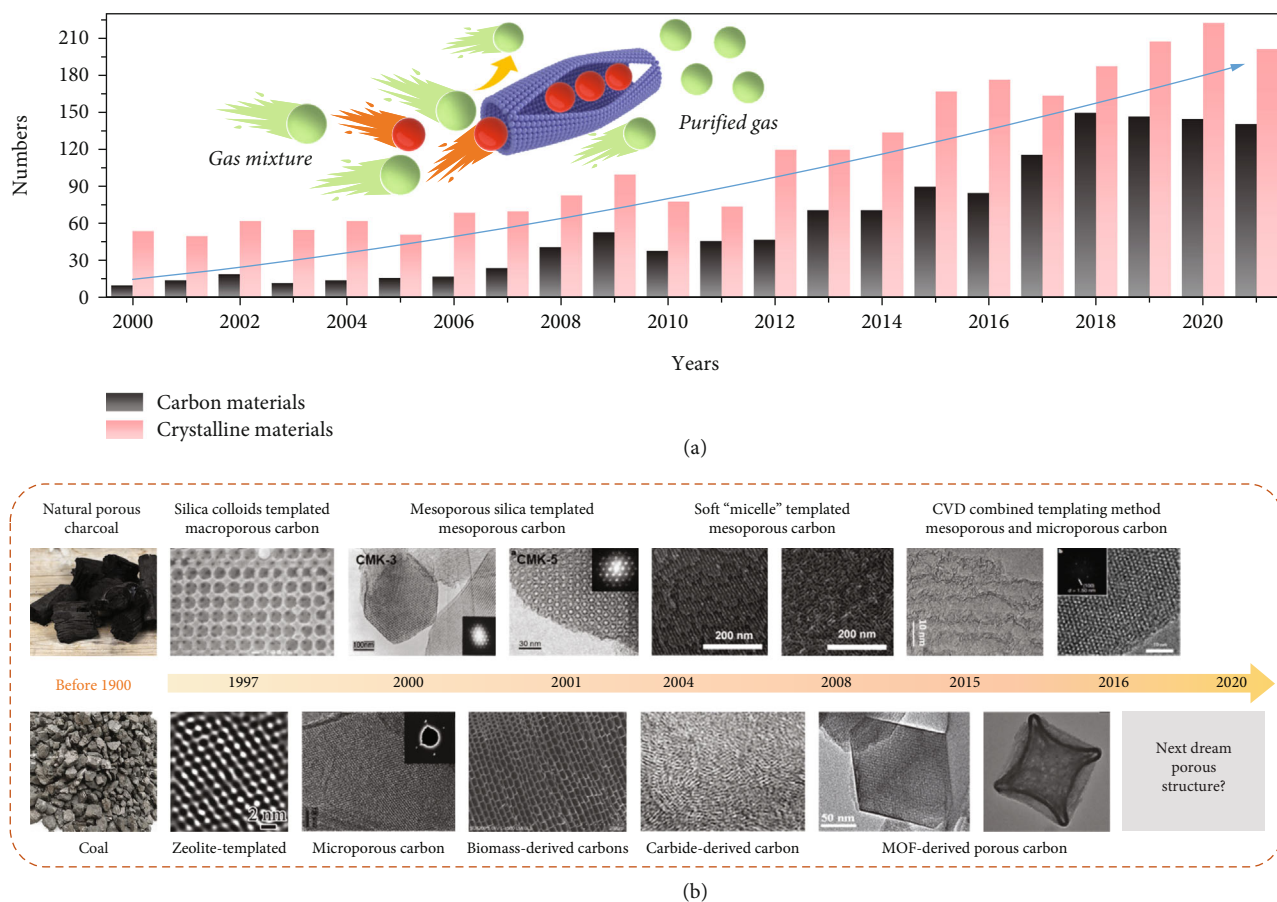 210
180
150
120
90
60
30
0
Numbers
Gas mixture
Purified gas
2000
2002
2004
2006
2008
2010
2012
2014
2016
2018
2020
Years
Carbon materials
Crystalline materials
(a)
Natural porous
charcoal
Silica colloids templated
macroporous carbon
Mesoporous silica templated
mesoporous carbon
Soft “micelle” templated
mesoporous carbon
CVD combined templating method
mesoporous and microporous carbon
CMK-3
100nm
a
CMK-5
30 nm
200 nm
200 nm
10 nm
b
Before 1900
1997
2000
2001
2004
2008
2015
2016
2020
2 nm
50 nm
Next dream
porous
structure?
Coal
Zeolite-templated
Microporous carbon
Biomass-derived carbons
Carbide-derived carbon
MOF-derived porous carbon
(b)